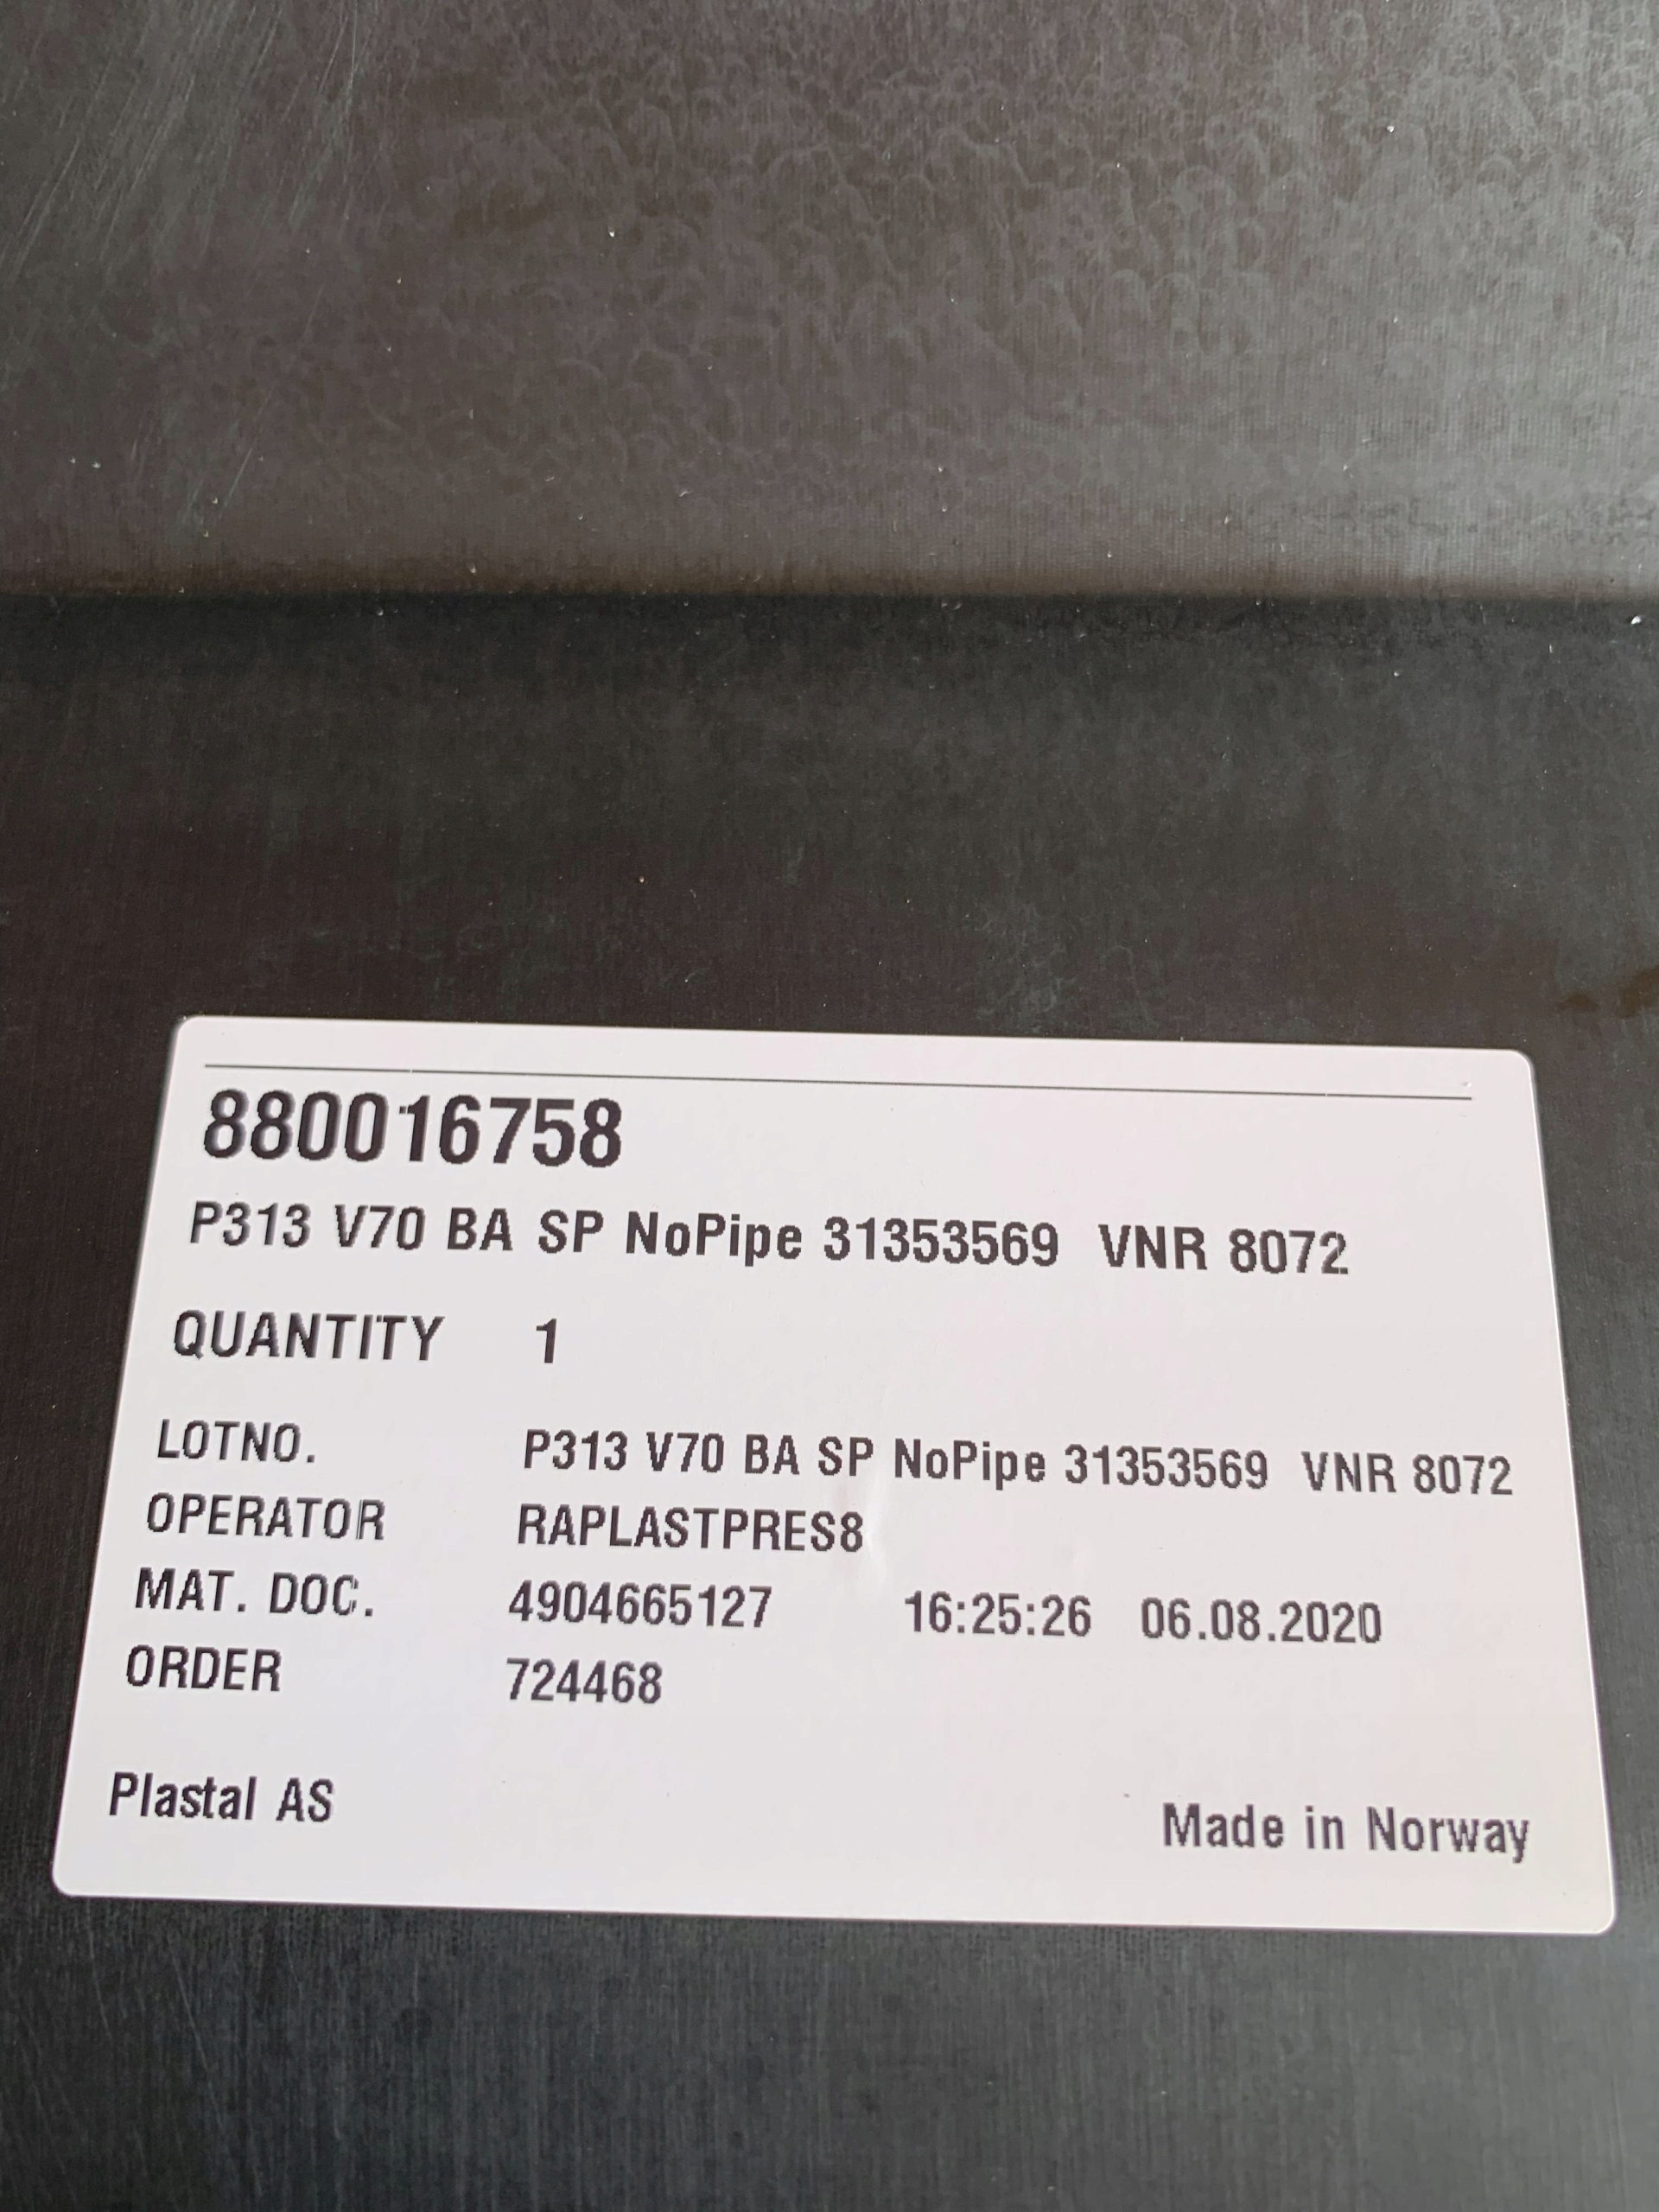 880016758
P313 V70 BA SP NoPipe 31353569 VNR 8072
QUANTITY 1
LOTNO. P313 V70 BA SP NoPipe 31353569 VNR 8072
OPERATOR RAPLASTPRES8
MAT. DOC. 4904665127 16:25:26 06.08.2020
ORDER 724468
Plastal AS Made in Norway